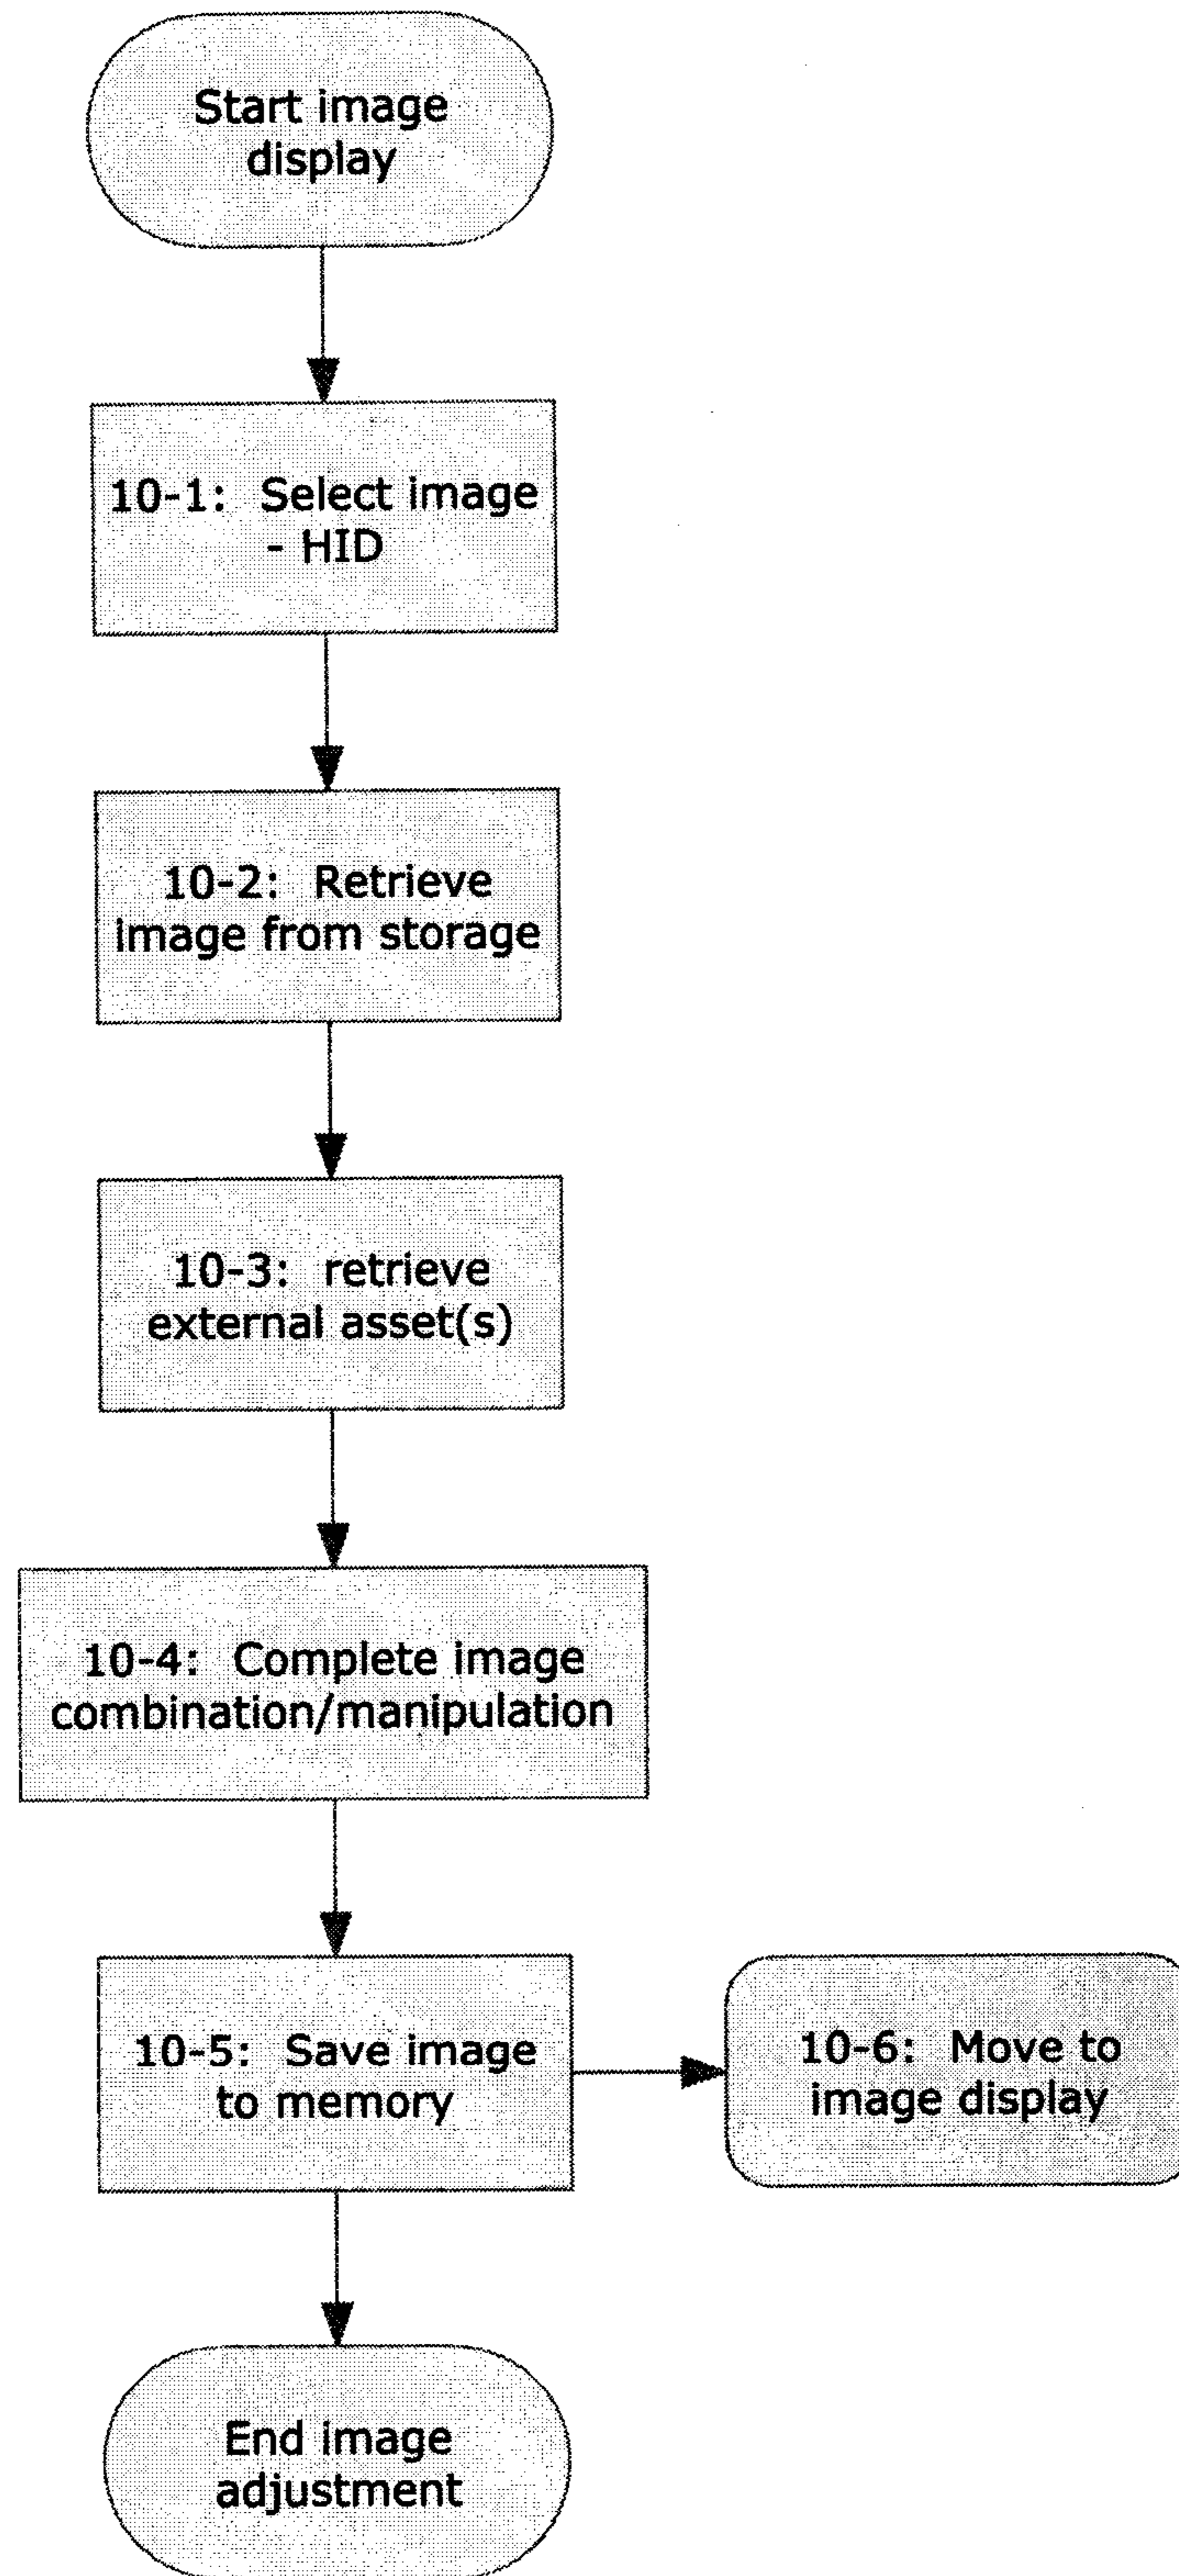 Start image
display
10-1: Select image
- HID
10-2: Retrieve
image from storage
10-3: retrieve
external asset(s)
10-4: Complete image
combination/manipulation
10-5: Save image
to memory
10-6: Move to
image display
End image
adjustment